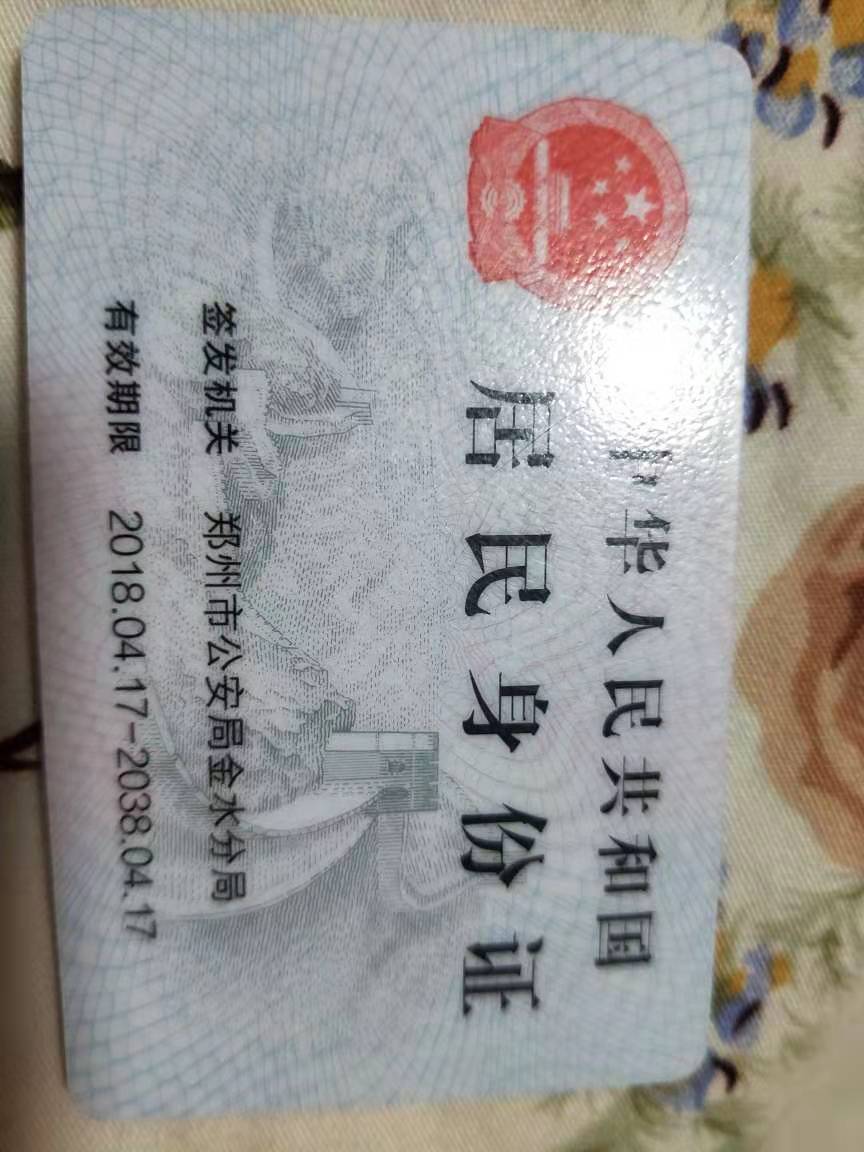 中华人民共和国
居民身份证
签发机关 郑州市公安局金水分局
有效期限 2018.04.17-2038.04.17